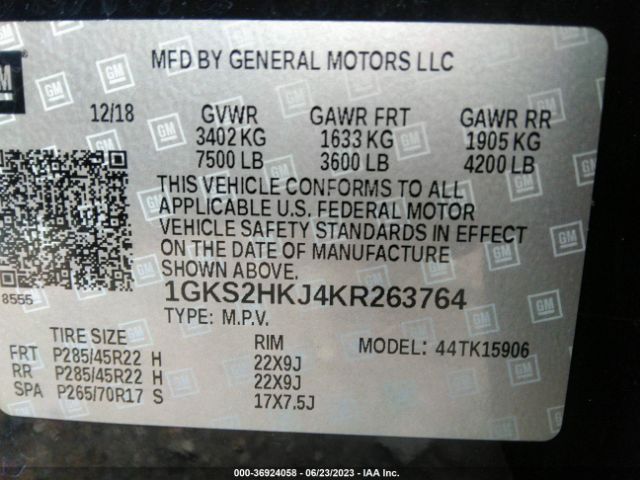 GM
MFD BY GENERAL MOTORS LLC
12/18 GVWR GAWR FRT GAWR RR
3402 KG 1633 KG 1905 KG
7500 LB 3600 LB 4200 LB
THIS VEHICLE CONFORMS TO ALL
APPLICABLE U.S. FEDERAL MOTOR
VEHICLE SAFETY STANDARDS IN EFFECT
ON THE DATE OF MANUFACTURE
SHOWN ABOVE.
8555
1GKS2HKJ4KR263764
TYPE: M.P.V.
TIRE SIZE RIM MODEL: 44TK15906
FRT P285/45R22 H 22X9J
RR P285/45R22 H 22X9J
SPA P265/70R17 S 17X7.5J
000-36924058 - 06/23/2023 - IAA Inc.